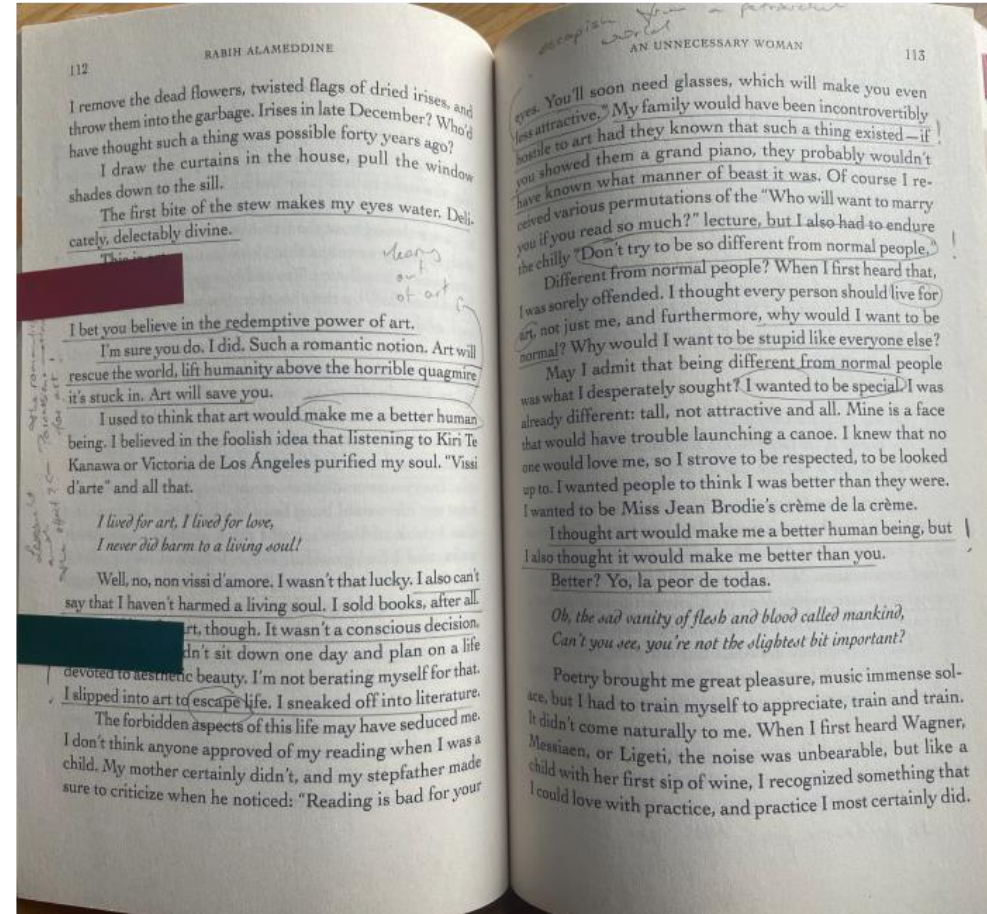 112
RABIH ALAMEDDINE
I remove the dead flowers, twisted flags of dried irises, and
throw them into the garbage. Irises in late December? Who'd
have thought such a thing was possible forty years ago?
I draw the curtains in the house, pull the window
shades down to the sill.
The first bite of the stew makes my eyes water. Deli-
cately, delectably divine.
This
means
out
of art
I bet you believe in the redemptive power of art.
I'm sure you do. I did. Such a romantic notion. Art will
rescue the world, lift humanity above the horrible quagmire
it's stuck in. Art will save you.
I used to think that art would make me a better human
being. I believed in the foolish idea that listening to Kiri Te
Kanawa or Victoria de Los Ángeles purified my soul. "Vissi
d'arte" and all that.
I lived for art, I lived for love,
I never did harm to a living soul!
Well, no, non vissi d'amore. I wasn't that lucky. I also can't
say that I haven't harmed a living soul. I sold books, after all.
rt, though. It wasn't a conscious decision,
dn't sit down one day and plan on a life
devoted to aesthetic beauty. I'm not berating myself for that.
I slipped into art to escape life. I sneaked off into literature.
The forbidden aspects of this life may have seduced me.
I don't think anyone approved of my reading when I was a
child. My mother certainly didn't, and my stepfather made
sure to criticize when he noticed: "Reading is bad for your
escapism from a patriarchal
world
AN UNNECESSARY WOMAN
113
eyes. You'll soon need glasses, which will make you even
less attractive." My family would have been incontrovertibly
hostile to art had they known that such a thing existed—if
you showed them a grand piano, they probably wouldn't
have known what manner of beast it was. Of course I re-
ceived various permutations of the "Who will want to marry
you if you read so much?" lecture, but I also had to endure
the chilly "Don't try to be so different from normal people."
Different from normal people? When I first heard that,
I was sorely offended. I thought every person should live for
art, not just me, and furthermore, why would I want to be
normal? Why would I want to be stupid like everyone else?
May I admit that being different from normal people
was what I desperately sought? I wanted to be special. I was
already different: tall, not attractive and all. Mine is a face
that would have trouble launching a canoe. I knew that no
one would love me, so I strove to be respected, to be looked
up to. I wanted people to think I was better than they were.
I wanted to be Miss Jean Brodie's crème de la crème.
I thought art would make me a better human being, but
I also thought it would make me better than you.
Better? Yo, la peor de todas.
Oh, the sad vanity of flesh and blood called mankind,
Can't you see, you're not the slightest bit important?
Poetry brought me great pleasure, music immense sol-
ace, but I had to train myself to appreciate, train and train.
It didn't come naturally to me. When I first heard Wagner,
Messiaen, or Ligeti, the noise was unbearable, but like a
child with her first sip of wine, I recognized something that
I could love with practice, and practice I most certainly did.